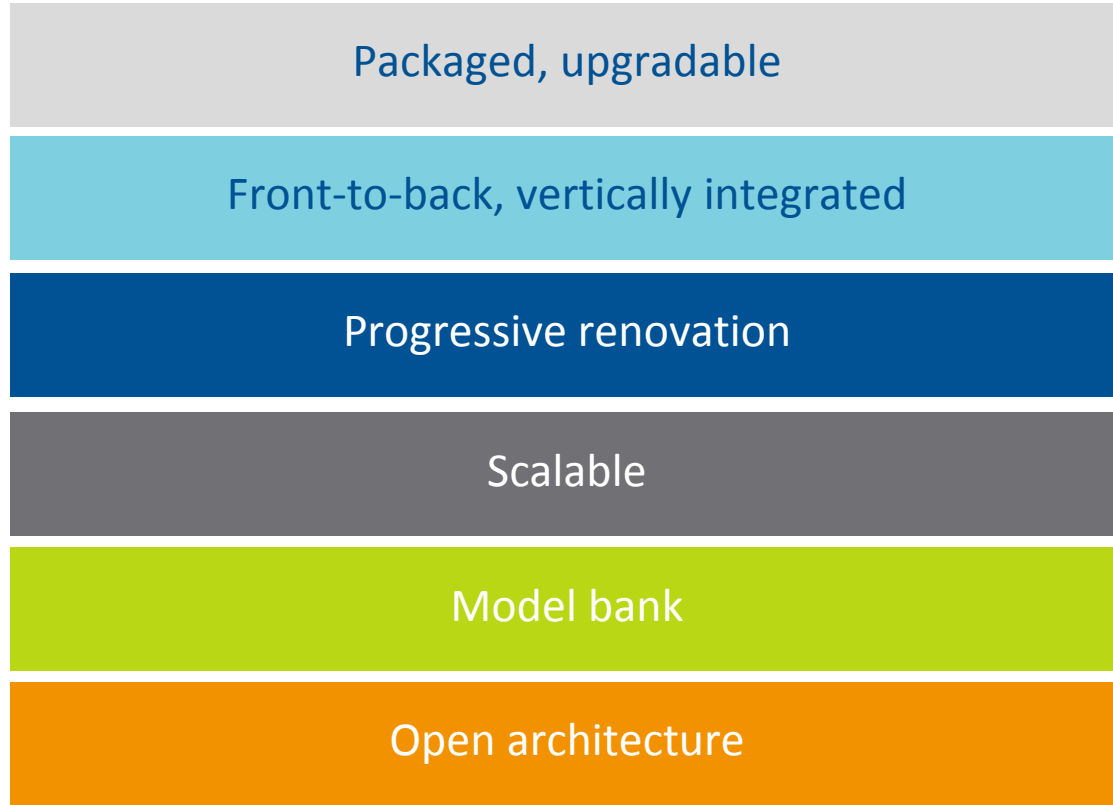 Packaged, upgradable
Front-to-back, vertically integrated
Progressive renovation
Scalable
Model bank
Open architecture